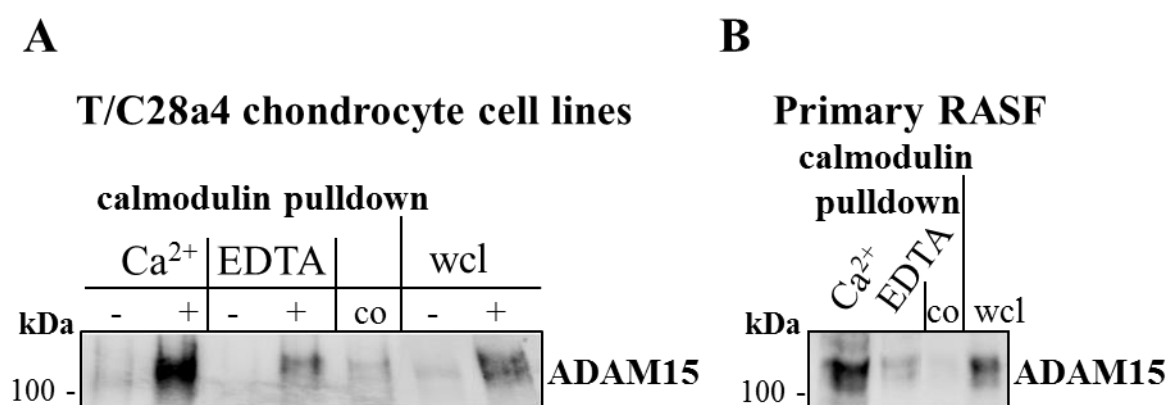 A
T/C28a4 chondrocyte cell lines
calmodulin pulldown
Ca²⁺ EDTA wcl
- + - + co - +
kDa
100 -
ADAM15
B
Primary RASF
calmodulin
pulldown
Ca²⁺ EDTA co wcl
kDa
100 -
ADAM15